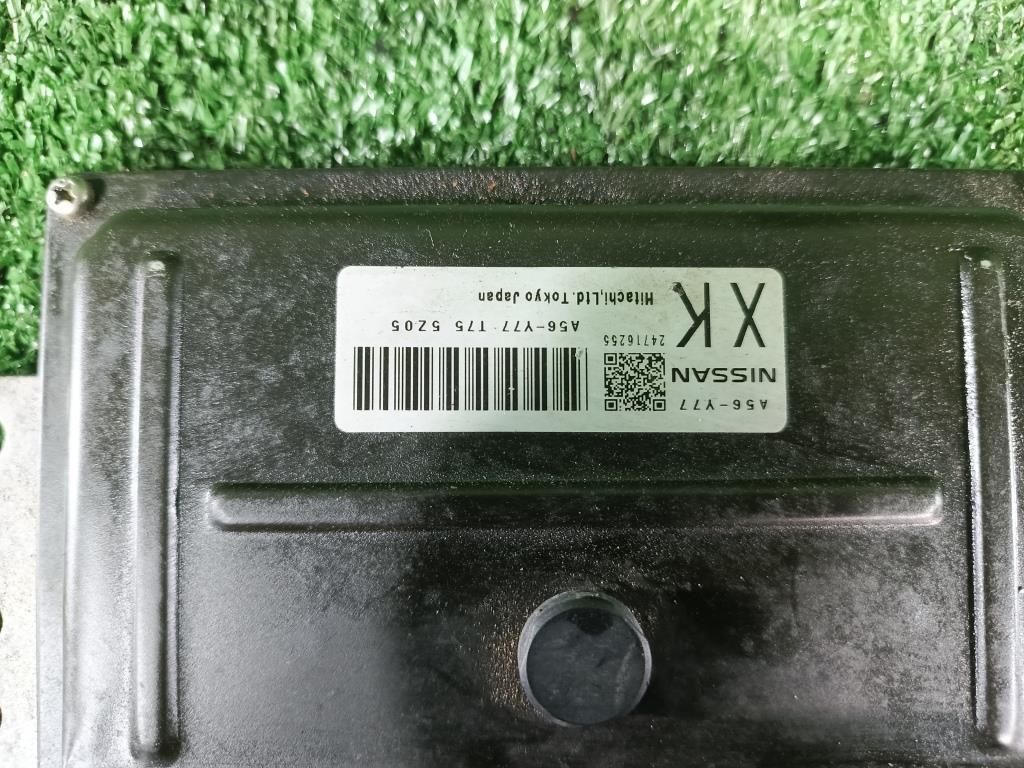 A56-Y77
NISSAN
24716255
XK
A56-Y77 T75 5Z05
Hitachi,Ltd.Tokyo Japan